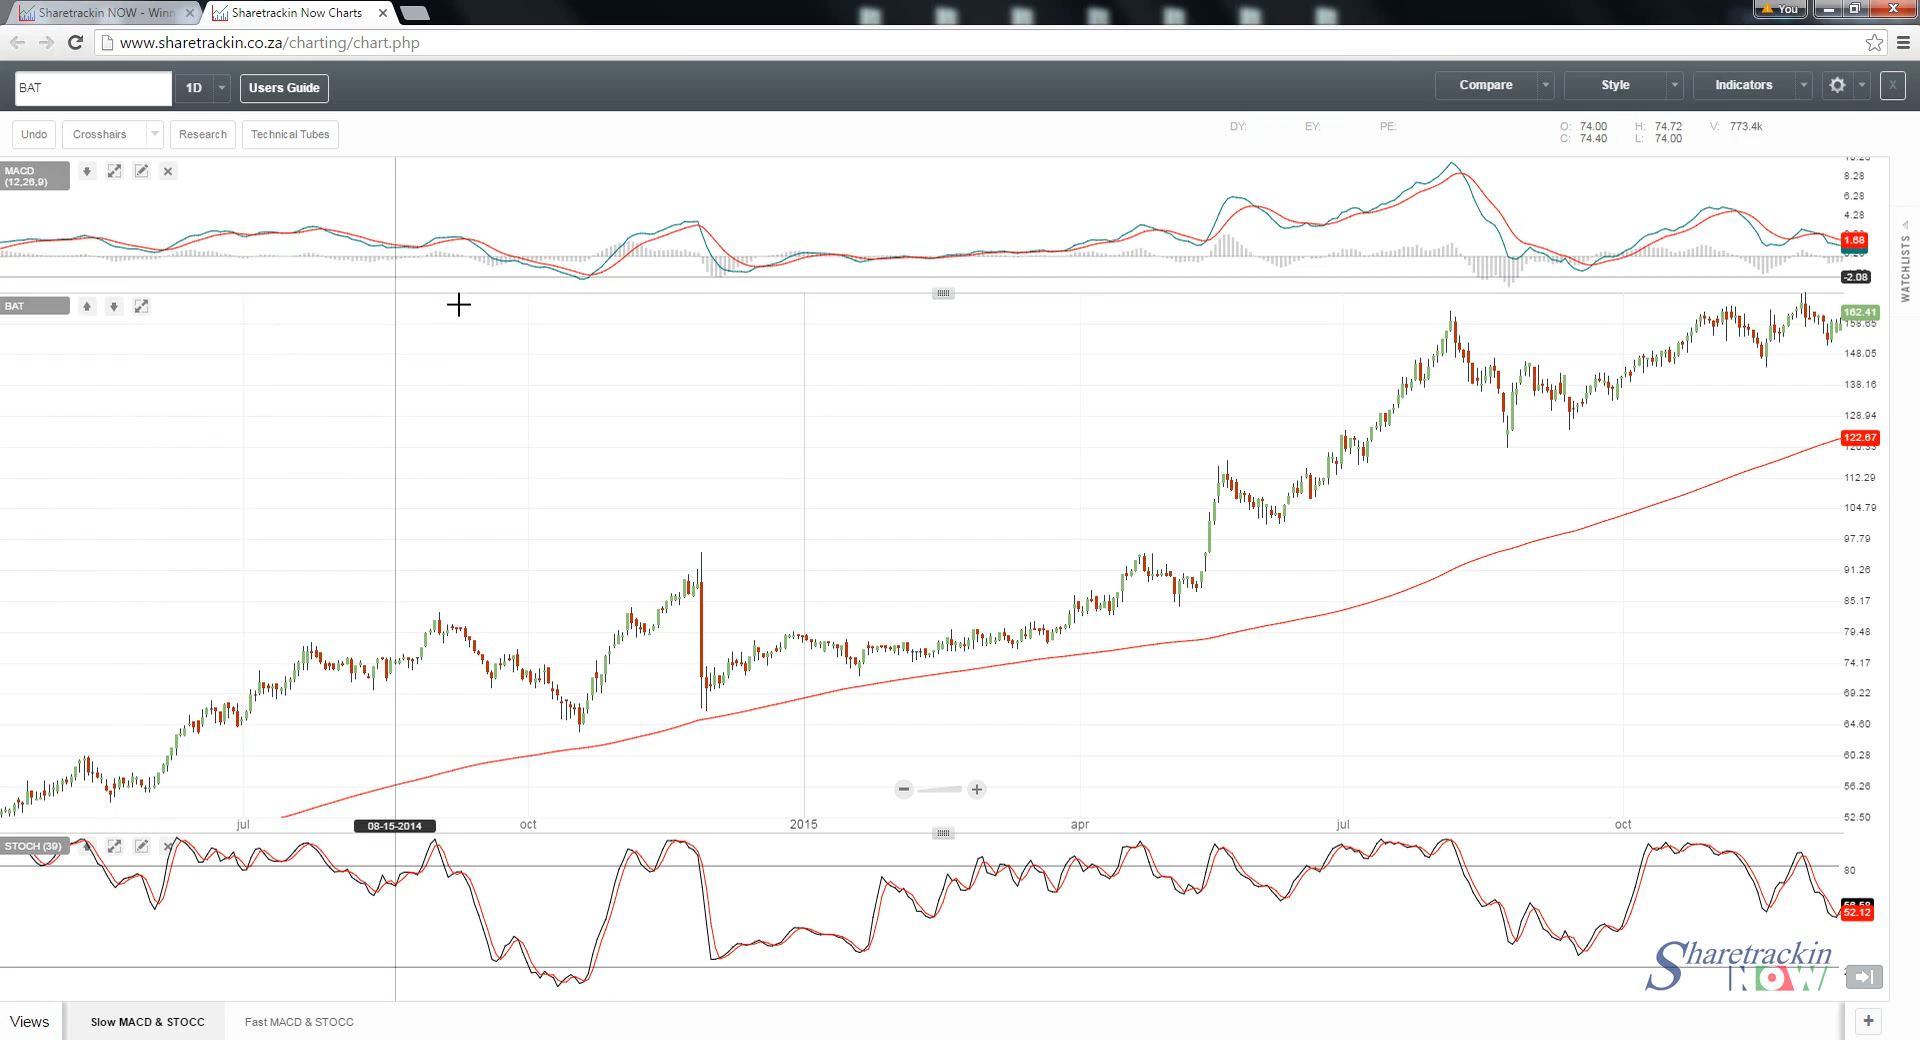 Sharetrackin NOW - Winn
Sharetrackin Now Charts
You
www.sharetrackin.co.za/charting/chart.php
BAT 1D Users Guide Compare Style Indicators X
Undo Crosshairs Research Technical Tubes
DY: EY: PE: O: 74.00 H: 74.72 V: 773.4k
C: 74.40 L: 74.00
MACD
(12,26,9)
8.28
6.28
4.28
1.68
-2.08
WATCHLISTS
BAT
162.41
158.65
148.05
138.16
128.94
122.67
112.29
104.79
97.79
91.26
85.17
79.48
74.17
69.22
64.60
60.28
56.26
52.50
jul 08-15-2014 oct 2015 apr jul oct
STOCH (39)
80
52.12
Sharetrackin
NOW
Views Slow MACD & STOCC Fast MACD & STOCC